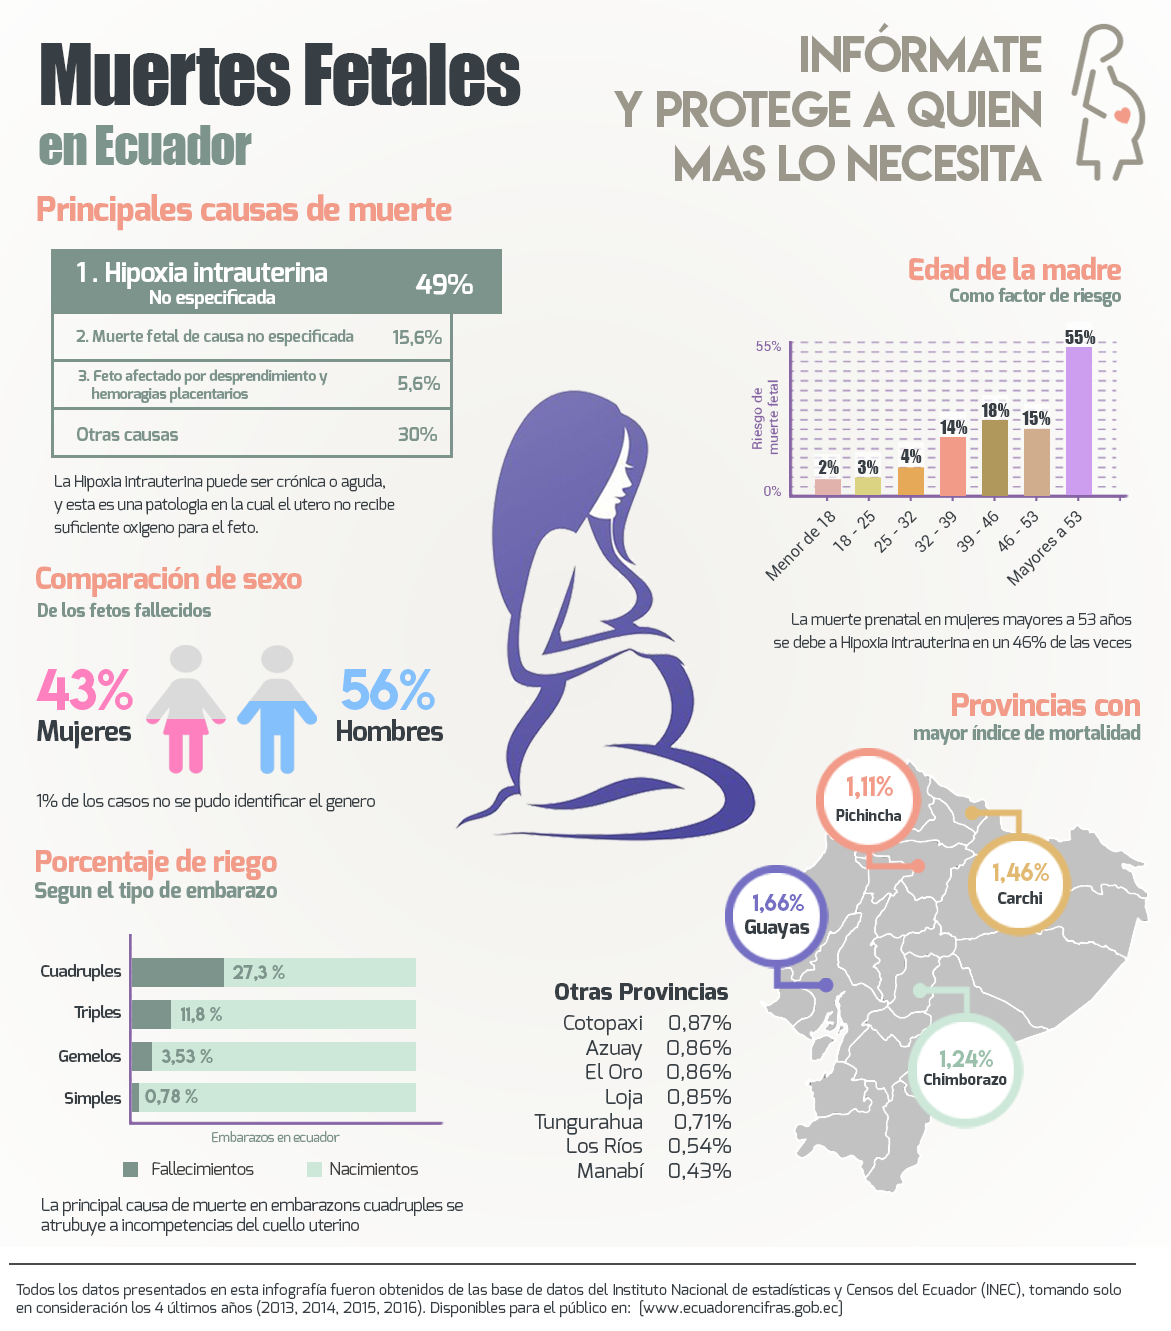 Muertes Fetales
en Ecuador
INFÓRMATE
Y PROTEGE A QUIEN
MAS LO NECESITA
Principales causas de muerte
1 . Hipoxia intrauterina
No especificada
49%
2. Muerte fetal de causa no especificada
15,6%
3. Feto afectado por desprendimiento y
hemoragias placentarios
5,6%
Otras causas
30%
La Hipoxia intrauterina puede ser crónica o aguda,
y esta es una patologia en la cual el utero no recibe
suficiente oxigeno para el feto.
Edad de la madre
Como factor de riesgo
Riesgo de
muerte fetal
55%
0%
2%
3%
4%
14%
18%
15%
55%
Menor de 18
18 - 25
25 - 32
32 - 39
39 - 46
46 - 53
Mayores a 53
La muerte prenatal en mujeres mayores a 53 años
se debe a Hipoxia Intrauterina en un 46% de las veces
Comparación de sexo
De los fetos fallecidos
43%
Mujeres
56%
Hombres
1% de los casos no se pudo identificar el genero
Provincias con
mayor índice de mortalidad
1,11%
Pichincha
1,46%
Carchi
1,66%
Guayas
1,24%
Chimborazo
Otras Provincias
Cotopaxi 0,87%
Azuay 0,86%
El Oro 0,86%
Loja 0,85%
Tungurahua 0,71%
Los Ríos 0,54%
Manabí 0,43%
Porcentaje de riego
Segun el tipo de embarazo
Cuadruples 27,3 %
Triples 11,8 %
Gemelos 3,53 %
Simples 0,78 %
Embarazos en ecuador
Fallecimientos
Nacimientos
La principal causa de muerte en embarazons cuadruples se
atrubuye a incompetencias del cuello uterino
Todos los datos presentados en esta infografía fueron obtenidos de las base de datos del Instituto Nacional de estadísticas y Censos del Ecuador (INEC), tomando solo
en consideración los 4 últimos años (2013, 2014, 2015, 2016). Disponibles para el público en: [www.ecuadorencifras.gob.ec]